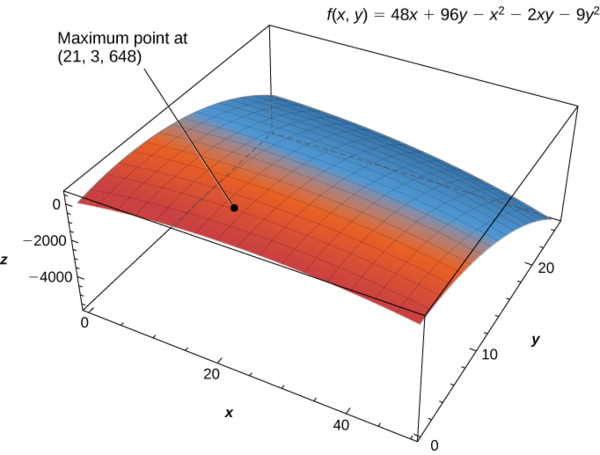 f(x, y) = 48x + 96y − x² − 2xy − 9y²
Maximum point at
(21, 3, 648)
0
−2000
−4000
z
0
20
40
x
0
10
20
y